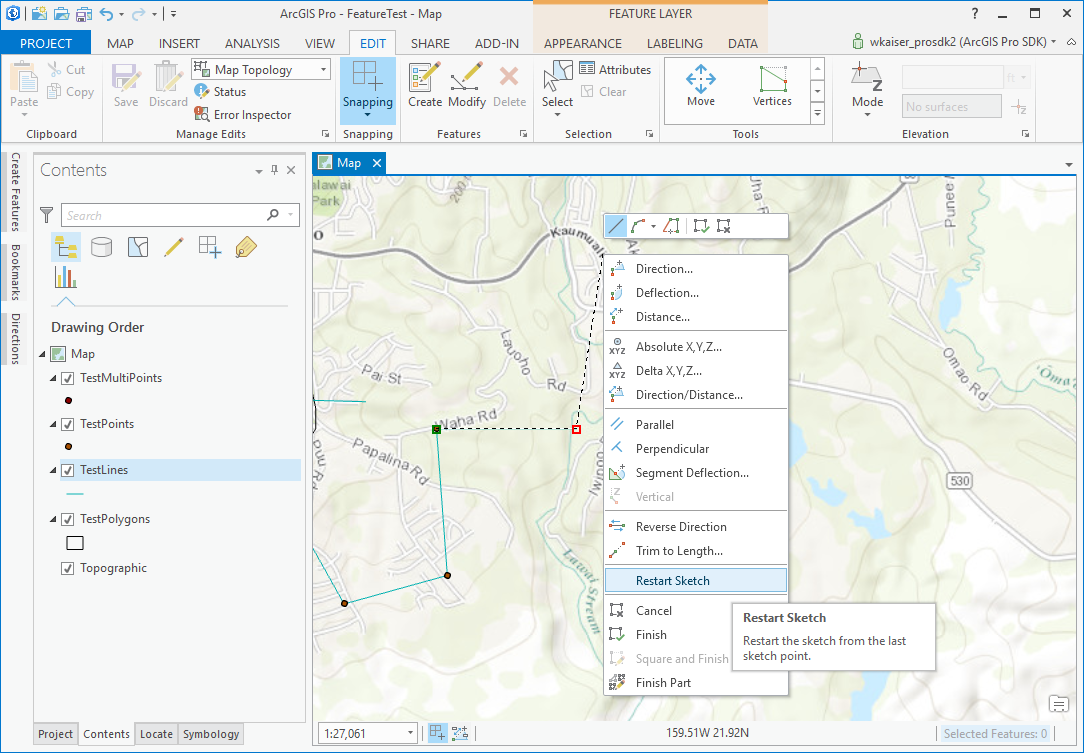 ArcGIS Pro - FeatureTest - Map
FEATURE LAYER
PROJECT MAP INSERT ANALYSIS VIEW EDIT SHARE ADD-IN APPEARANCE LABELING DATA
wkaiser_prosdk2 (ArcGIS Pro SDK)
Paste
Cut
Copy
Clipboard
Save
Discard
Map Topology
Status
Error Inspector
Manage Edits
Snapping
Snapping
Create
Modify
Delete
Features
Select
Attributes
Clear
Selection
Move
Vertices
Tools
Mode
ft
No surfaces
Elevation
Create Features
Bookmarks
Directions
Contents
Search
Drawing Order
Map
TestMultiPoints
TestPoints
TestLines
TestPolygons
Topographic
Project
Contents
Locate
Symbology
Map
Park
200
Kaumuali
Uha Rd
Punee
Lauoho Rd
Pai St
Waha Rd
Papalina Rd
Puu Rd
Lawai Stream
Omao Rd
530
Direction...
Deflection...
Distance...
Absolute X,Y,Z...
Delta X,Y,Z...
Direction/Distance...
Parallel
Perpendicular
Segment Deflection...
Vertical
Reverse Direction
Trim to Length...
Restart Sketch
Cancel
Finish
Square and Finish
Finish Part
Restart Sketch
Restart the sketch from the last
sketch point.
1:27,061
159.51W 21.92N
Selected Features: 0